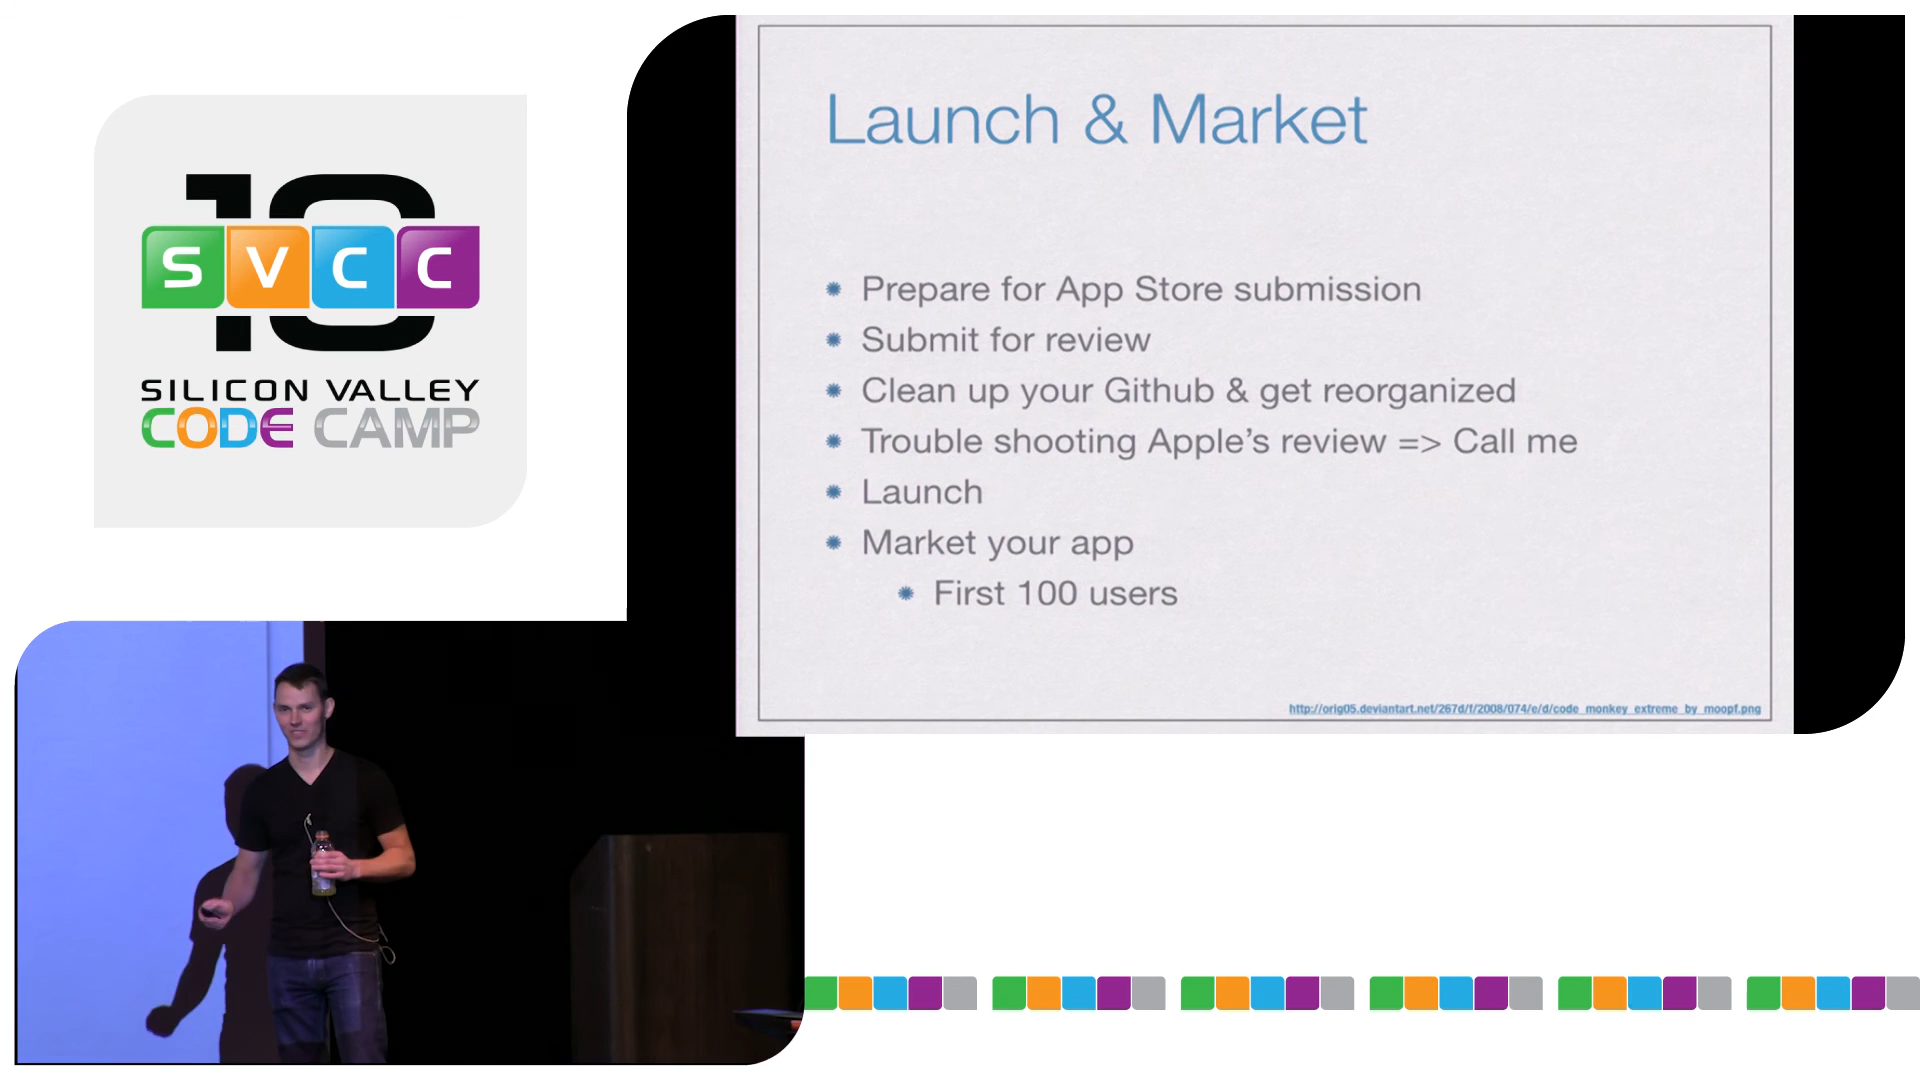 10
SVCC
SILICON VALLEY
CODE CAMP
Launch & Market
Prepare for App Store submission
Submit for review
Clean up your Github & get reorganized
Trouble shooting Apple's review => Call me
Launch
Market your app
First 100 users
http://orig05.deviantart.net/267d/f/2008/074/e/d/code_monkey_extreme_by_moopf.png